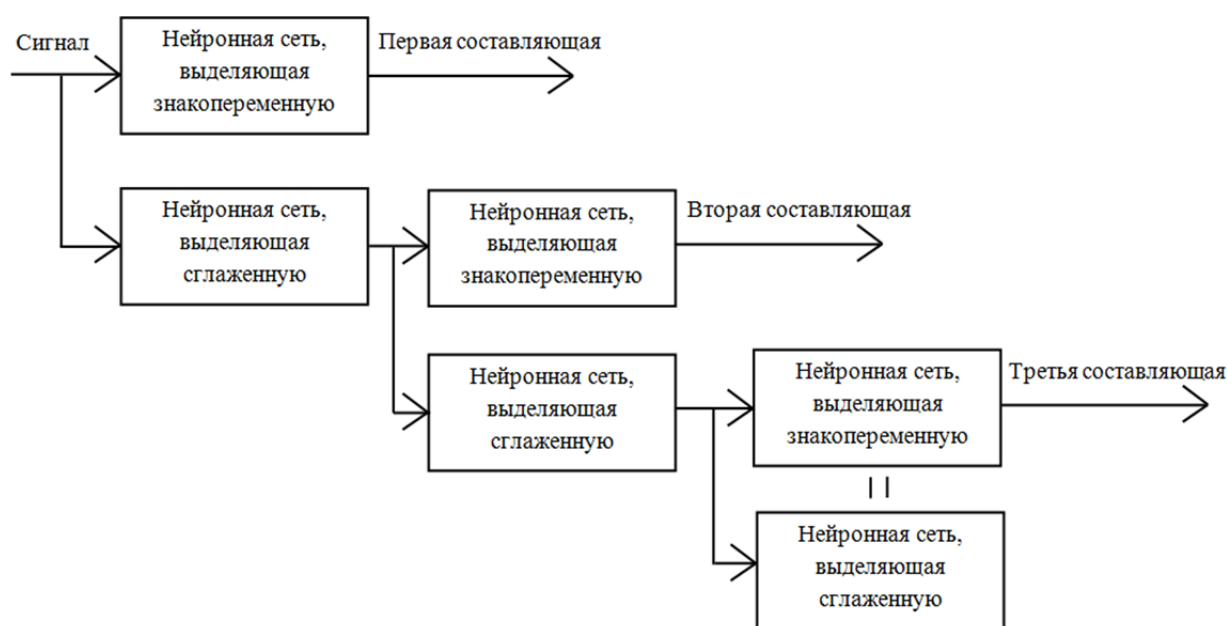 Сигнал
Нейронная сеть,
выделяющая
знакопеременную
Первая составляющая
Нейронная сеть,
выделяющая
сглаженную
Нейронная сеть,
выделяющая
знакопеременную
Вторая составляющая
Нейронная сеть,
выделяющая
сглаженную
Нейронная сеть,
выделяющая
знакопеременную
Третья составляющая
Нейронная сеть,
выделяющая
сглаженную